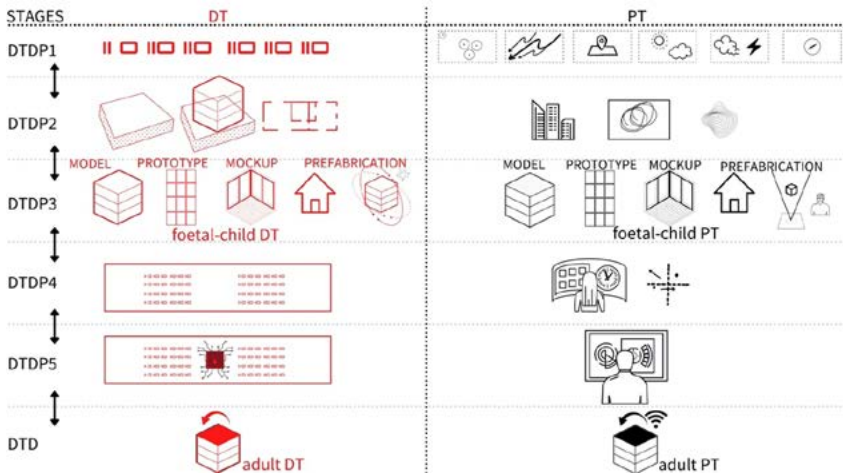 STAGES DT PT
DTDP1
DTDP2
MODEL PROTOTYPE MOCKUP PREFABRICATION MODEL PROTOTYPE MOCKUP PREFABRICATION
DTDP3
foetal-child DT foetal-child PT
DTDP4
DTDP5
DTD
adult DT adult PT